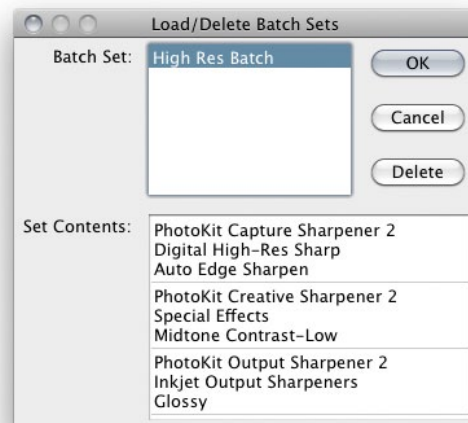 Load/Delete Batch Sets
Batch Set:
High Res Batch
OK
Cancel
Delete
Set Contents:
PhotoKit Capture Sharpener 2
Digital High-Res Sharp
Auto Edge Sharpen
PhotoKit Creative Sharpener 2
Special Effects
Midtone Contrast-Low
PhotoKit Output Sharpener 2
Inkjet Output Sharpeners
Glossy